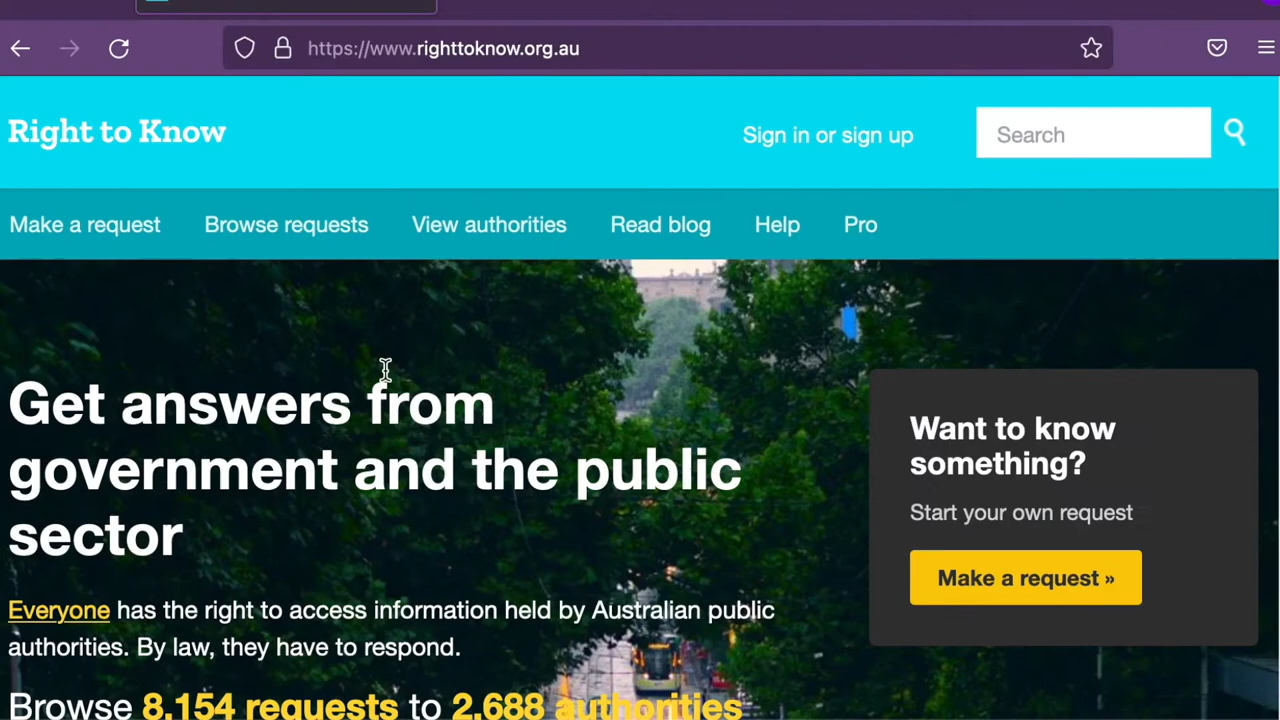 https://www.righttoknow.org.au
Right to Know
Sign in or sign up
Search
Make a request
Browse requests
View authorities
Read blog
Help
Pro
Get answers from
government and the public
sector
Everyone has the right to access information held by Australian public
authorities. By law, they have to respond.
Browse 8,154 requests to 2,688 authorities
Want to know
something?
Start your own request
Make a request »